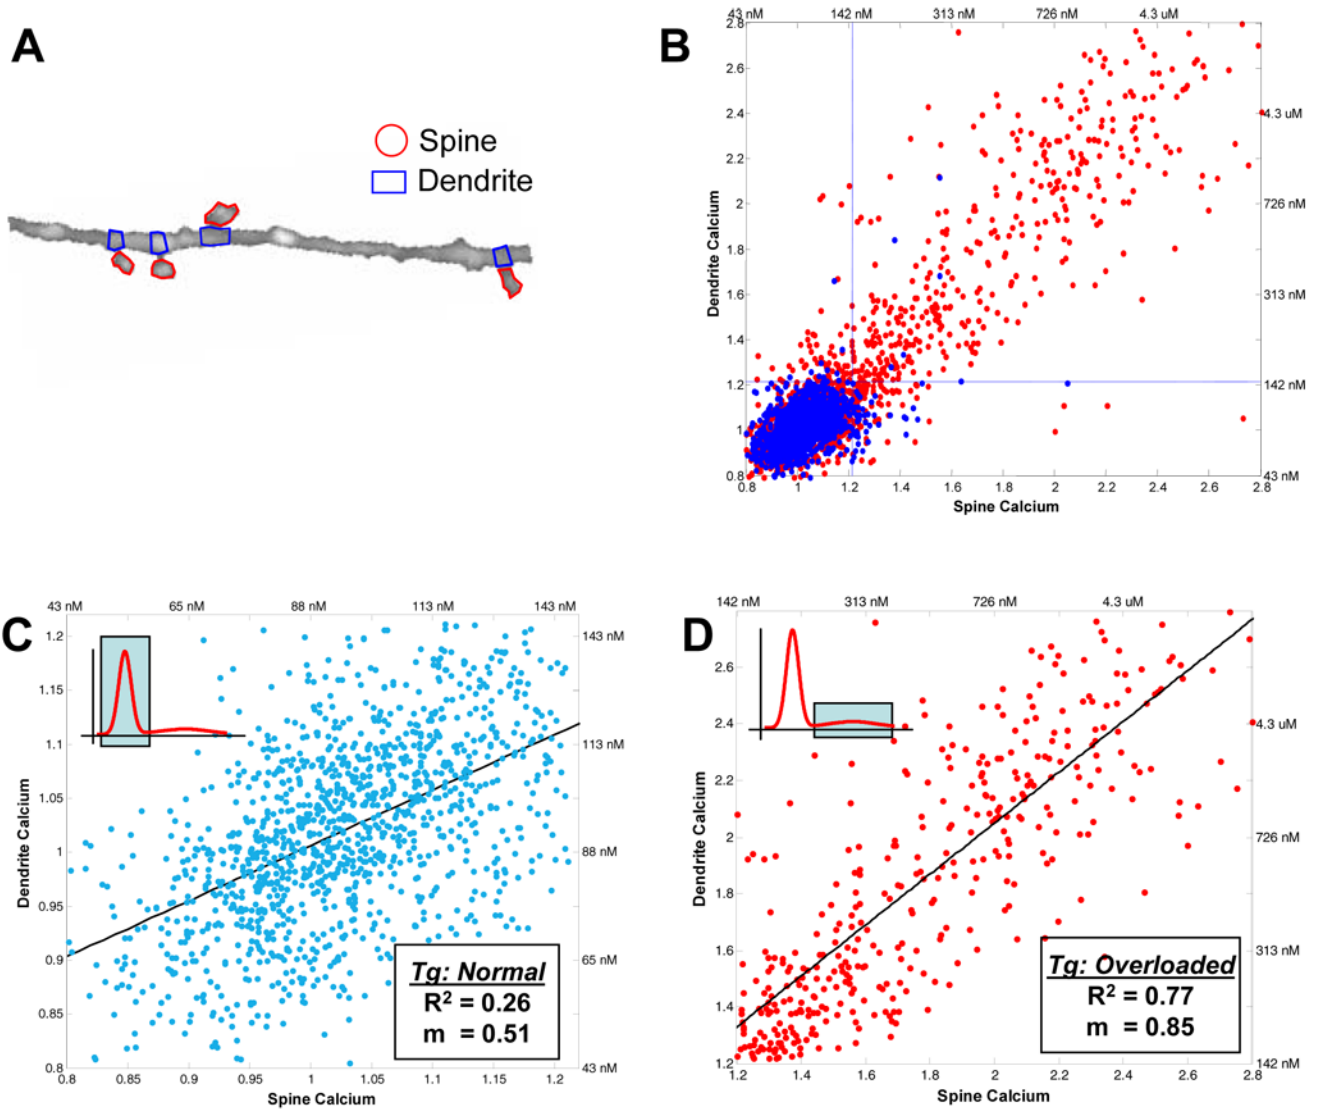 A
Spine
Dendrite
B
43 nM 142 nM 313 nM 726 nM 4.3 uM
2.8
2.6
2.4
4.3 uM
2.2
2
726 nM
1.8
1.6
313 nM
1.4
1.2
142 nM
1
0.8
43 nM
0.8 1 1.2 1.4 1.6 1.8 2 2.2 2.4 2.6 2.8
Dendrite Calcium
Spine Calcium
C
43 nM 65 nM 88 nM 113 nM 143 nM
1.2
143 nM
1.15
1.1
113 nM
1.05
1
88 nM
0.95
0.9
65 nM
0.85
0.8
43 nM
0.8 0.85 0.9 0.95 1 1.05 1.1 1.15 1.2
Dendrite Calcium
Spine Calcium
Tg: Normal
R² = 0.26
m = 0.51
D
142 nM 313 nM 726 nM 4.3 uM
2.6
2.4
4.3 uM
2.2
2
726 nM
1.8
1.6
313 nM
1.4
1.2
142 nM
1.2 1.4 1.6 1.8 2 2.2 2.4 2.6 2.8
Dendrite Calcium
Spine Calcium
Tg: Overloaded
R² = 0.77
m = 0.85